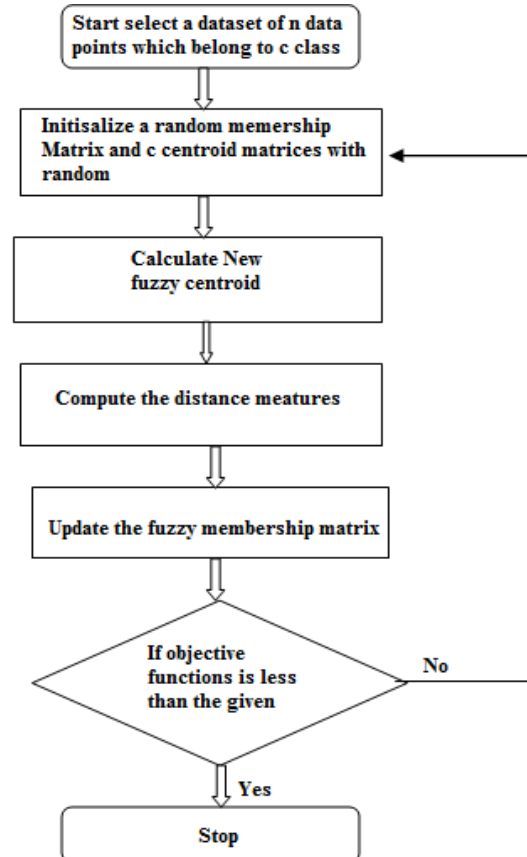 Start select a dataset of n data
points which belong to c class
Initisalize a random memership
Matrix and c centroid matrices with
random
Calculate New
fuzzy centroid
Compute the distance meatures
Update the fuzzy membership matrix
If objective
functions is less
than the given
No
Yes
Stop